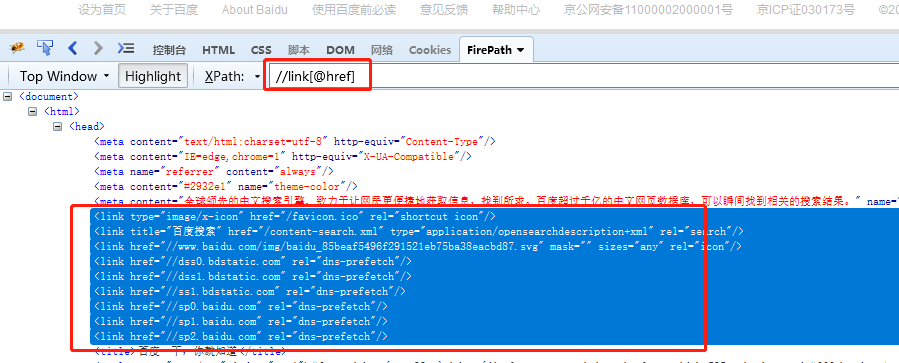 设为首页 关于百度 About Baidu 使用百度前必读 意见反馈 帮助中心 京公网安备11000002000001号 京ICP证030173号 ©20
控制台 HTML CSS 脚本 DOM 网络 Cookies FirePath
Top Window Highlight XPath: //link[@href]
<document>
<html>
<head>
<meta content="text/html;charset=utf-8" http-equiv="Content-Type"/>
<meta content="IE=edge,chrome=1" http-equiv="X-UA-Compatible"/>
<meta name="referrer" content="always"/>
<meta content="#2932e1" name="theme-color"/>
<meta content="全球领先的中文搜索引擎、致力于让网民更便捷地获取信息，找到所求。百度超过千亿的中文网页数据库，可以瞬间找到相关的搜索结果。" name="
<link type="image/x-icon" href="/favicon.ico" rel="shortcut icon"/>
<link title="百度搜索" href="/content-search.xml" type="application/opensearchdescription+xml" rel="search"/>
<link href="//www.baidu.com/img/baidu_85beaf5496f291521eb75ba38eacbd87.svg" mask="" sizes="any" rel="icon"/>
<link href="//dss0.bdstatic.com" rel="dns-prefetch"/>
<link href="//dss1.bdstatic.com" rel="dns-prefetch"/>
<link href="//ss1.bdstatic.com" rel="dns-prefetch"/>
<link href="//sp0.baidu.com" rel="dns-prefetch"/>
<link href="//sp1.baidu.com" rel="dns-prefetch"/>
<link href="//sp2.baidu.com" rel="dns-prefetch"/>
<title>百度一下，你就知道</title>